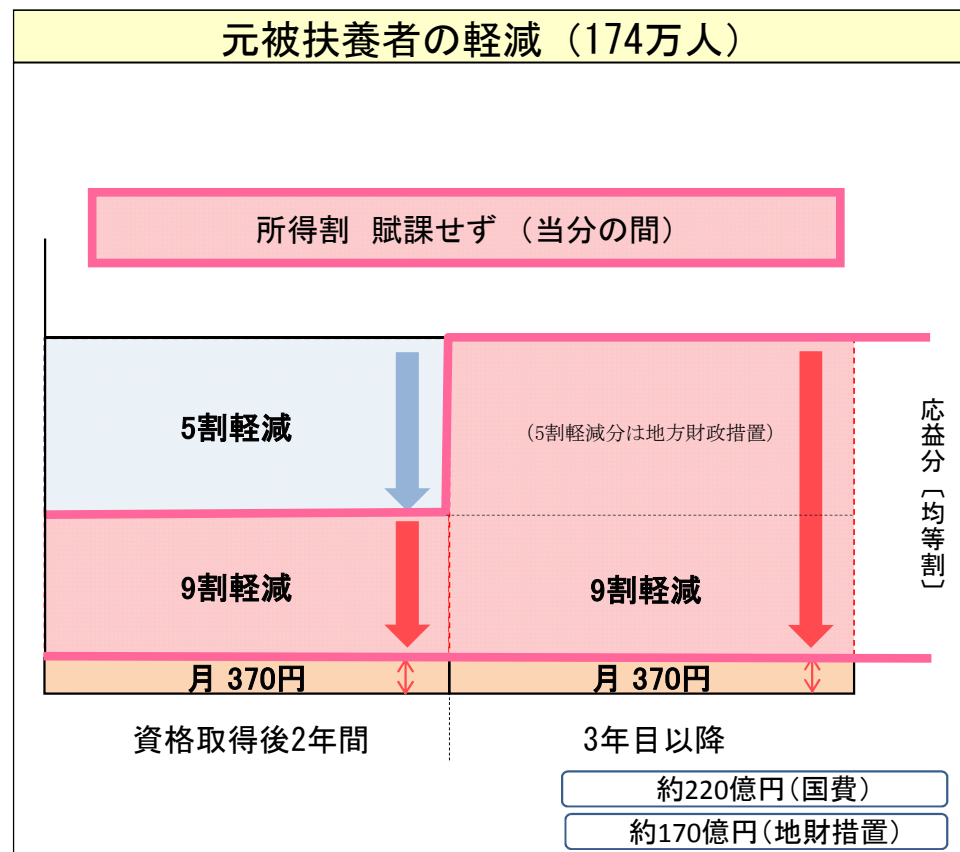 元被扶養者の軽減（174万人）
所得割 賦課せず （当分の間）
5割軽減
（5割軽減分は地方財政措置）
9割軽減
9割軽減
応益分〔均等割〕
月 370円
月 370円
資格取得後2年間
3年目以降
約220億円（国費）
約170億円（地財措置）